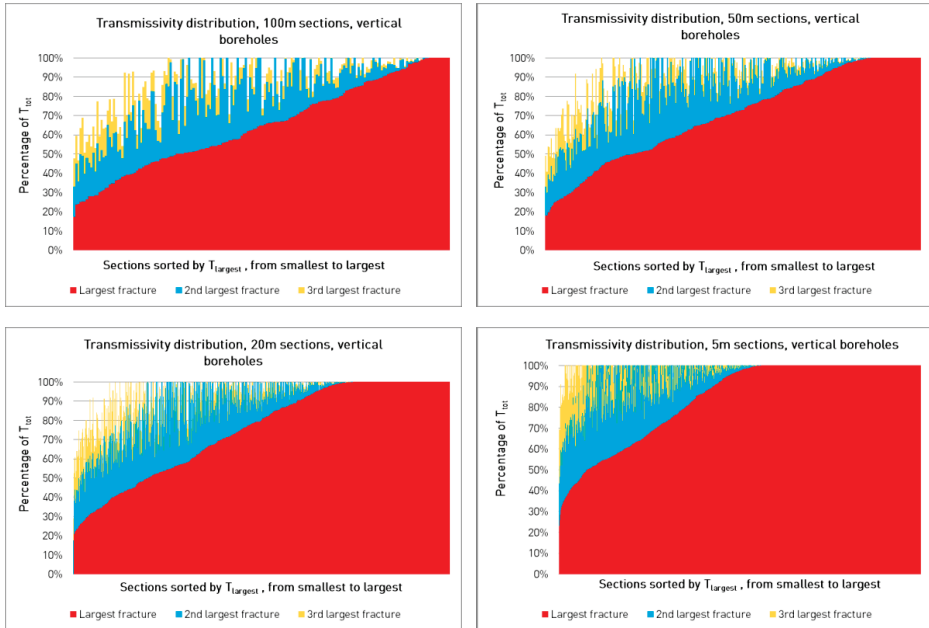 Transmissivity distribution, 100m sections, vertical
boreholes
Percentage of Ttot
100%
90%
80%
70%
60%
50%
40%
30%
20%
10%
0%
Sections sorted by Tlargest , from smallest to largest
Largest fracture 2nd largest fracture 3rd largest fracture
Transmissivity distribution, 50m sections, vertical
boreholes
Percentage of Ttot
100%
90%
80%
70%
60%
50%
40%
30%
20%
10%
0%
Sections sorted by Tlargest , from smallest to largest
Largest fracture 2nd largest fracture 3rd largest fracture
Transmissivity distribution, 20m sections, vertical
boreholes
Percentage of Ttot
100%
90%
80%
70%
60%
50%
40%
30%
20%
10%
0%
Sections sorted by Tlargest , from smallest to largest
Largest fracture 2nd largest fracture 3rd largest fracture
Transmissivity distribution, 5m sections, vertical boreholes
Percentage of Ttot
100%
90%
80%
70%
60%
50%
40%
30%
20%
10%
0%
Sections sorted by Tlargest , from smallest to largest
Largest fracture 2nd largest fracture 3rd largest fracture